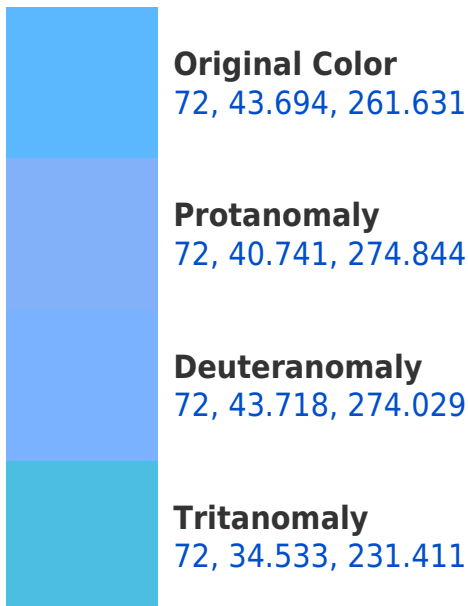 Original Color
72, 43.694, 261.631
Protanomaly
72, 40.741, 274.844
Deuteranomaly
72, 43.718, 274.029
Tritanomaly
72, 34.533, 231.411